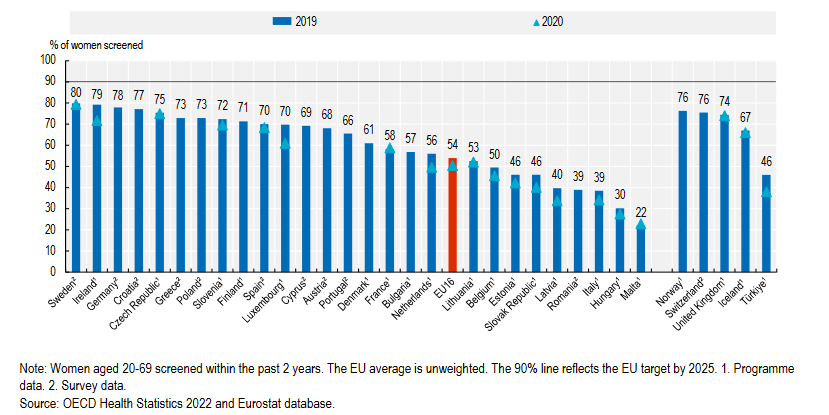 2019 2020
% of women screened
100
90
80
70
60
50
40
30
20
10
0
80 79 78 77 75 73 73 72 71 70 70 69 68 66 61 58 57 56 54 53 50 46 46 40 39 39 30 22 76 76 74 67 46
Sweden²
Ireland¹
Germany²
Croatia²
Czech Republic¹
Greece²
Poland²
Slovenia¹
Finland¹
Spain²
Luxembourg¹
Cyprus²
Austria²
Portugal²
Denmark¹
France¹
Bulgaria¹
Netherlands¹
EU16
Lithuania¹
Belgium¹
Estonia¹
Slovak Republic¹
Latvia¹
Romania²
Italy¹
Hungary¹
Malta¹
Norway¹
Switzerland²
United Kingdom¹
Iceland¹
Türkiye¹
Note: Women aged 20-69 screened within the past 2 years. The EU average is unweighted. The 90% line reflects the EU target by 2025. 1. Programme
data. 2. Survey data.
Source: OECD Health Statistics 2022 and Eurostat database.